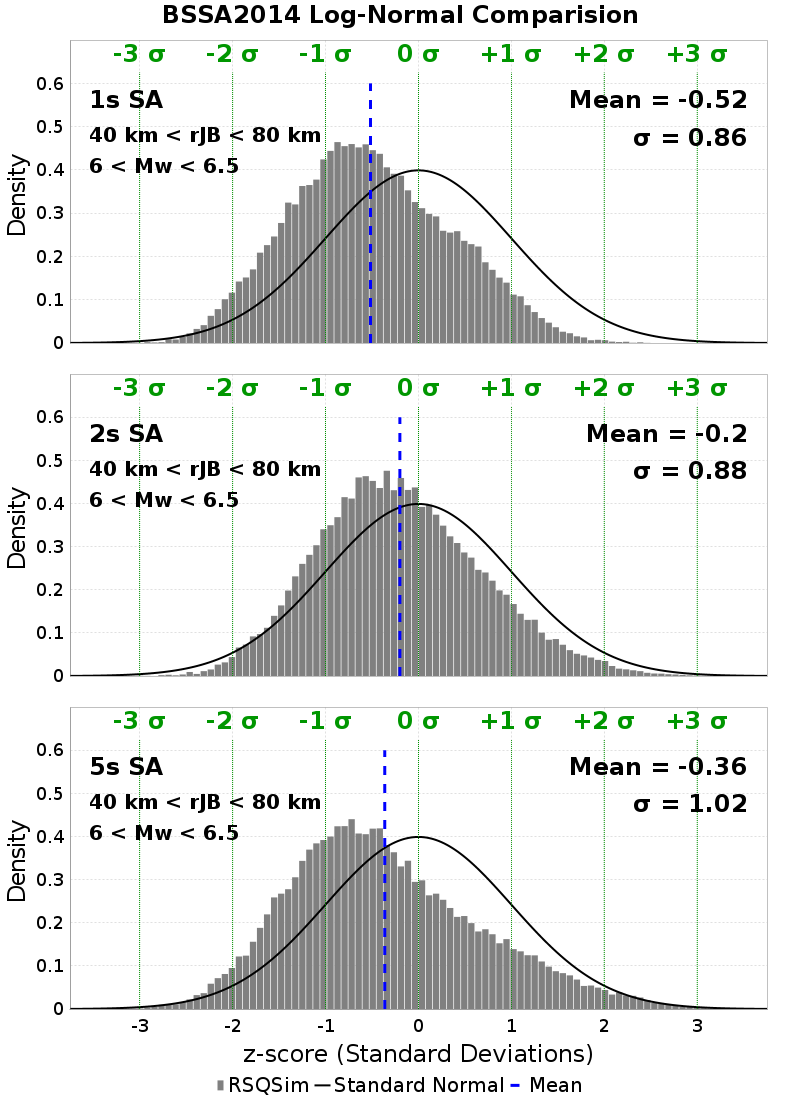 BSSA2014 Log-Normal Comparision
-3 σ -2 σ -1 σ 0 σ +1 σ +2 σ +3 σ
0.6
1s SA Mean = -0.52
0.5
40 km < rJB < 80 km σ = 0.86
6 < Mw < 6.5
0.4
0.3
0.2
0.1
0
Density
-3 σ -2 σ -1 σ 0 σ +1 σ +2 σ +3 σ
0.6
2s SA Mean = -0.2
0.5
40 km < rJB < 80 km σ = 0.88
6 < Mw < 6.5
0.4
0.3
0.2
0.1
0
Density
-3 σ -2 σ -1 σ 0 σ +1 σ +2 σ +3 σ
0.6
5s SA Mean = -0.36
0.5
40 km < rJB < 80 km σ = 1.02
6 < Mw < 6.5
0.4
0.3
0.2
0.1
0
Density
-3 -2 -1 0 1 2 3
z-score (Standard Deviations)
RSQSim Standard Normal Mean